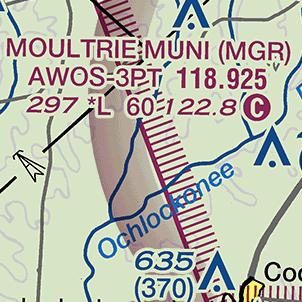 MOULTRIE MUNI (MGR)
AWOS-3PT 118.925
297 *L 60 122.8 C
Ochlockonee
635
(370)
Coo